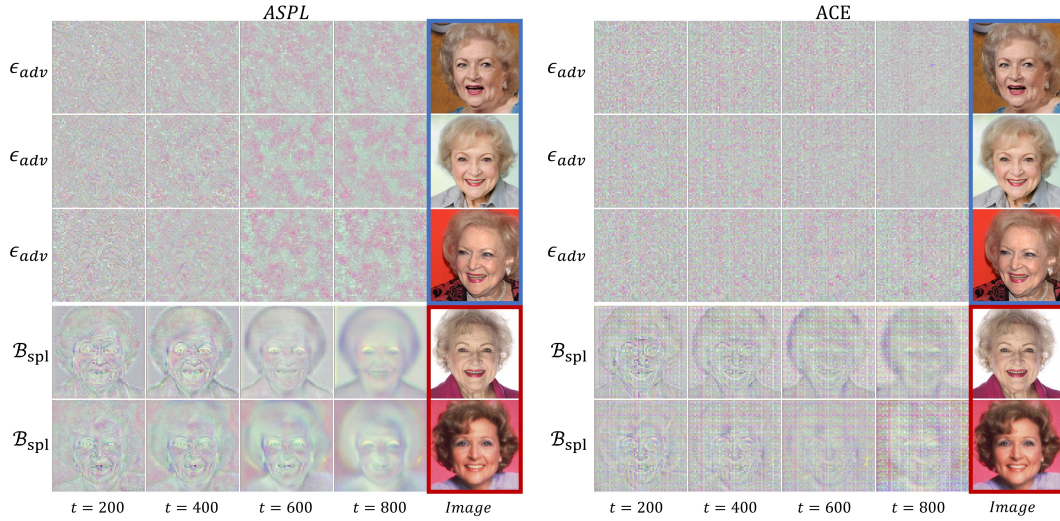 ASPL ACE
ϵ_adv ϵ_adv
ϵ_adv ϵ_adv
ϵ_adv ϵ_adv
ℬ_spl ℬ_spl
ℬ_spl ℬ_spl
t = 200 t = 400 t = 600 t = 800 Image t = 200 t = 400 t = 600 t = 800 Image